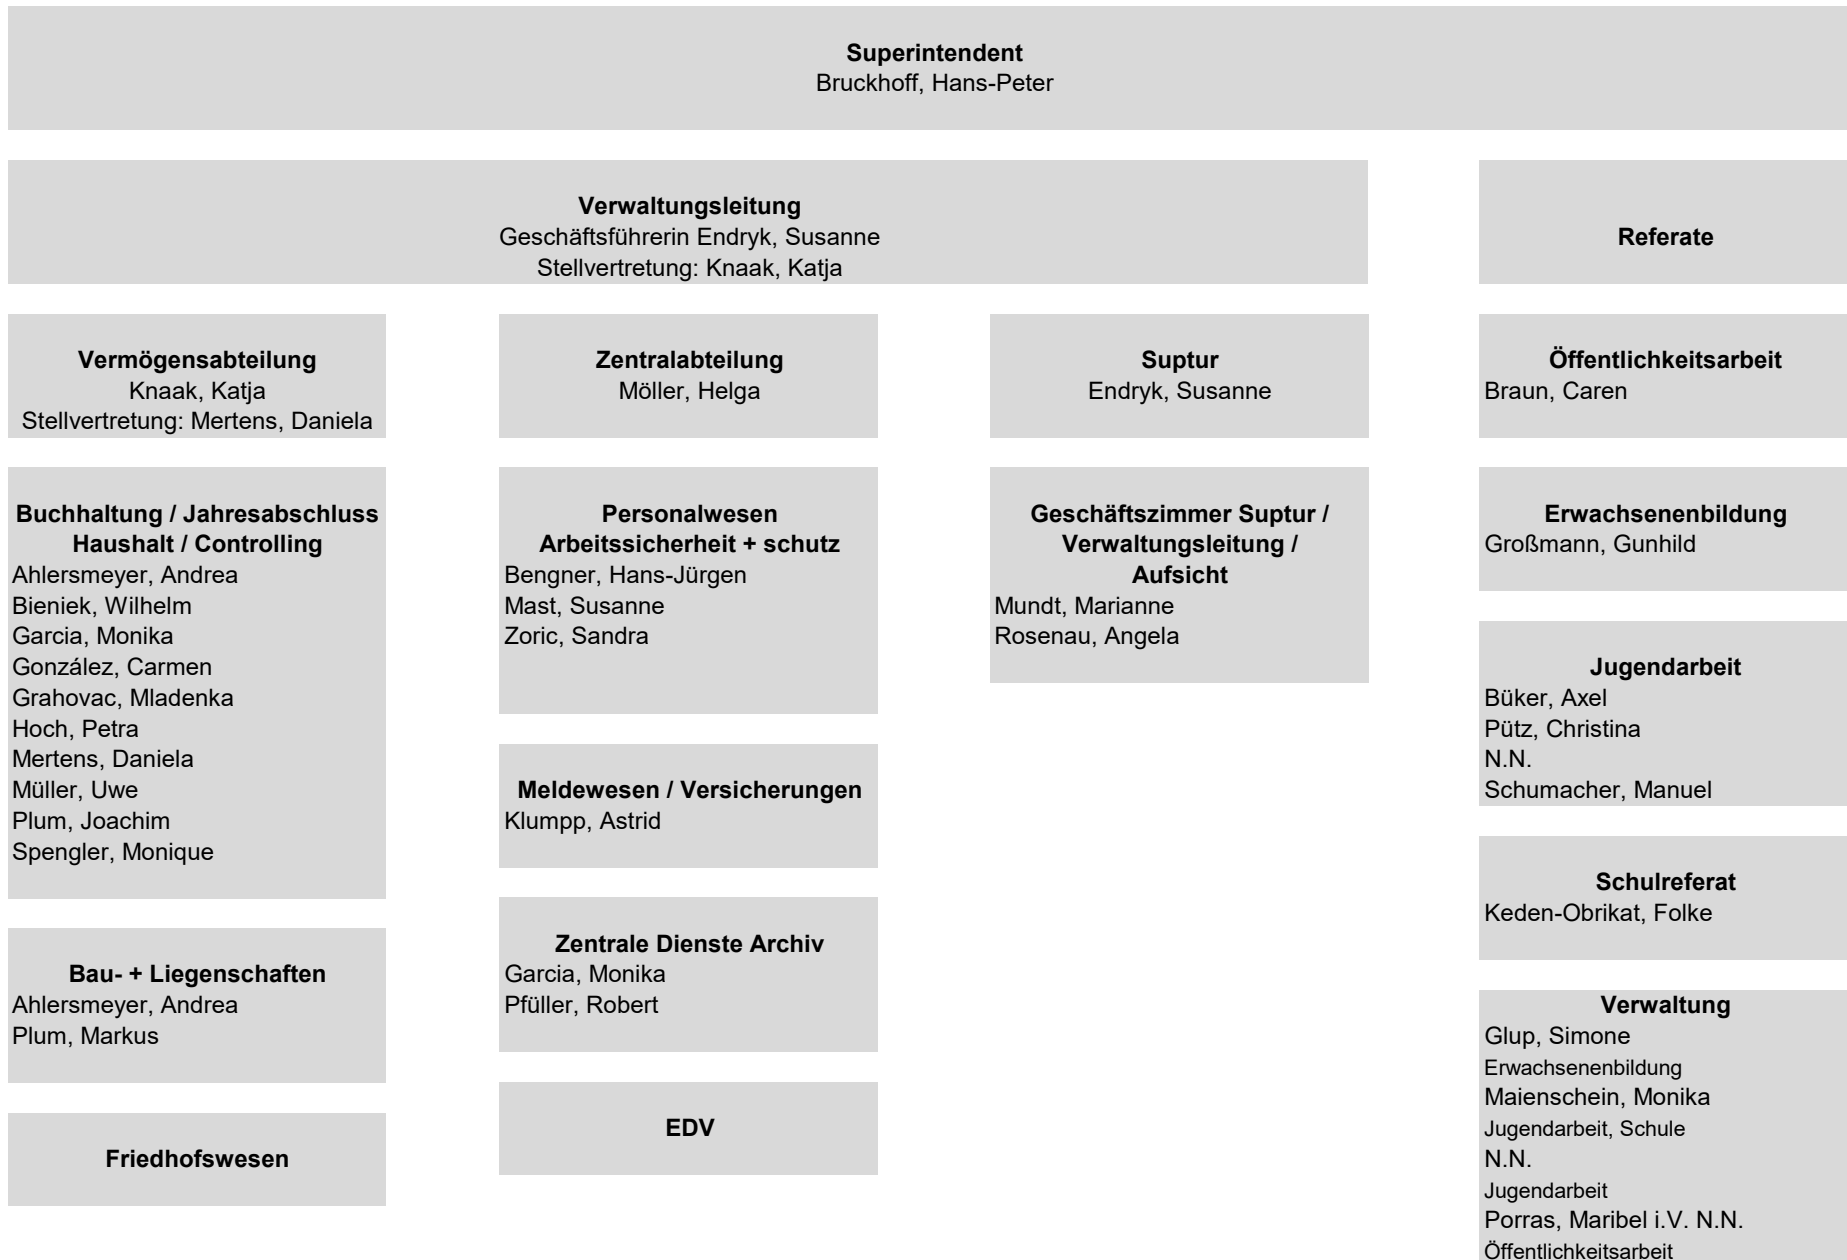 Superintendent
Bruckhoff, Hans-Peter
Verwaltungsleitung
Geschäftsführerin Endryk, Susanne
Stellvertretung: Knaak, Katja
Referate
Vermögensabteilung
Knaak, Katja
Stellvertretung: Mertens, Daniela
Zentralabteilung
Möller, Helga
Suptur
Endryk, Susanne
Öffentlichkeitsarbeit
Braun, Caren
Buchhaltung / Jahresabschluss
Haushalt / Controlling
Ahlersmeyer, Andrea
Bieniek, Wilhelm
Garcia, Monika
González, Carmen
Grahovac, Mladenka
Hoch, Petra
Mertens, Daniela
Müller, Uwe
Plum, Joachim
Spengler, Monique
Bau- + Liegenschaften
Ahlersmeyer, Andrea
Plum, Markus
Friedhofswesen
Personalwesen
Arbeitssicherheit + schutz
Bengner, Hans-Jürgen
Mast, Susanne
Zoric, Sandra
Meldewesen / Versicherungen
Klumpp, Astrid
Zentrale Dienste Archiv
Garcia, Monika
Pfüller, Robert
EDV
Geschäftszimmer Suptur /
Verwaltungsleitung /
Aufsicht
Mundt, Marianne
Rosenau, Angela
Erwachsenenbildung
Großmann, Gunhild
Jugendarbeit
Büker, Axel
Pütz, Christina
N.N.
Schumacher, Manuel
Schulreferat
Keden-Obrikat, Folke
Verwaltung
Glup, Simone
Erwachsenenbildung
Maienschein, Monika
Jugendarbeit, Schule
N.N.
Jugendarbeit
Porras, Maribel i.V. N.N.
Öffentlichkeitsarbeit